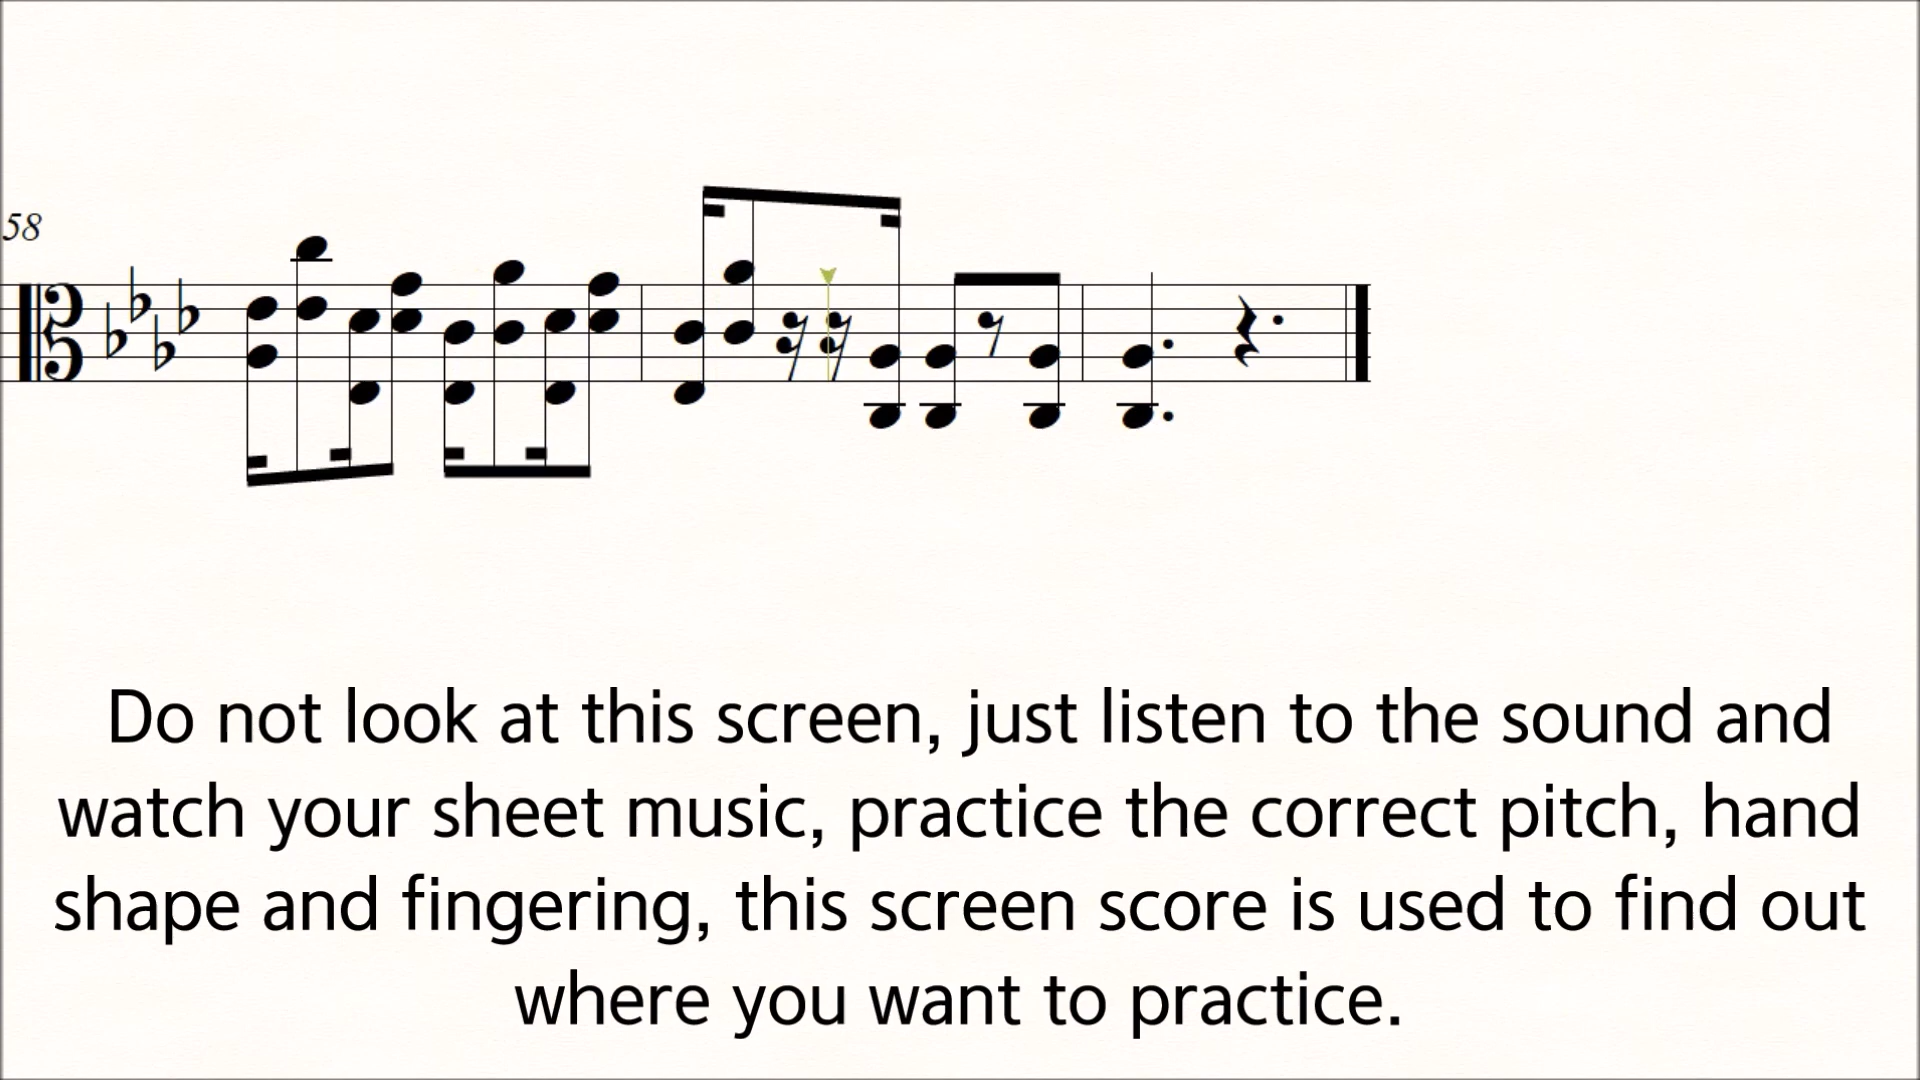 58
Do not look at this screen, just listen to the sound and
watch your sheet music, practice the correct pitch, hand
shape and fingering, this screen score is used to find out
where you want to practice.